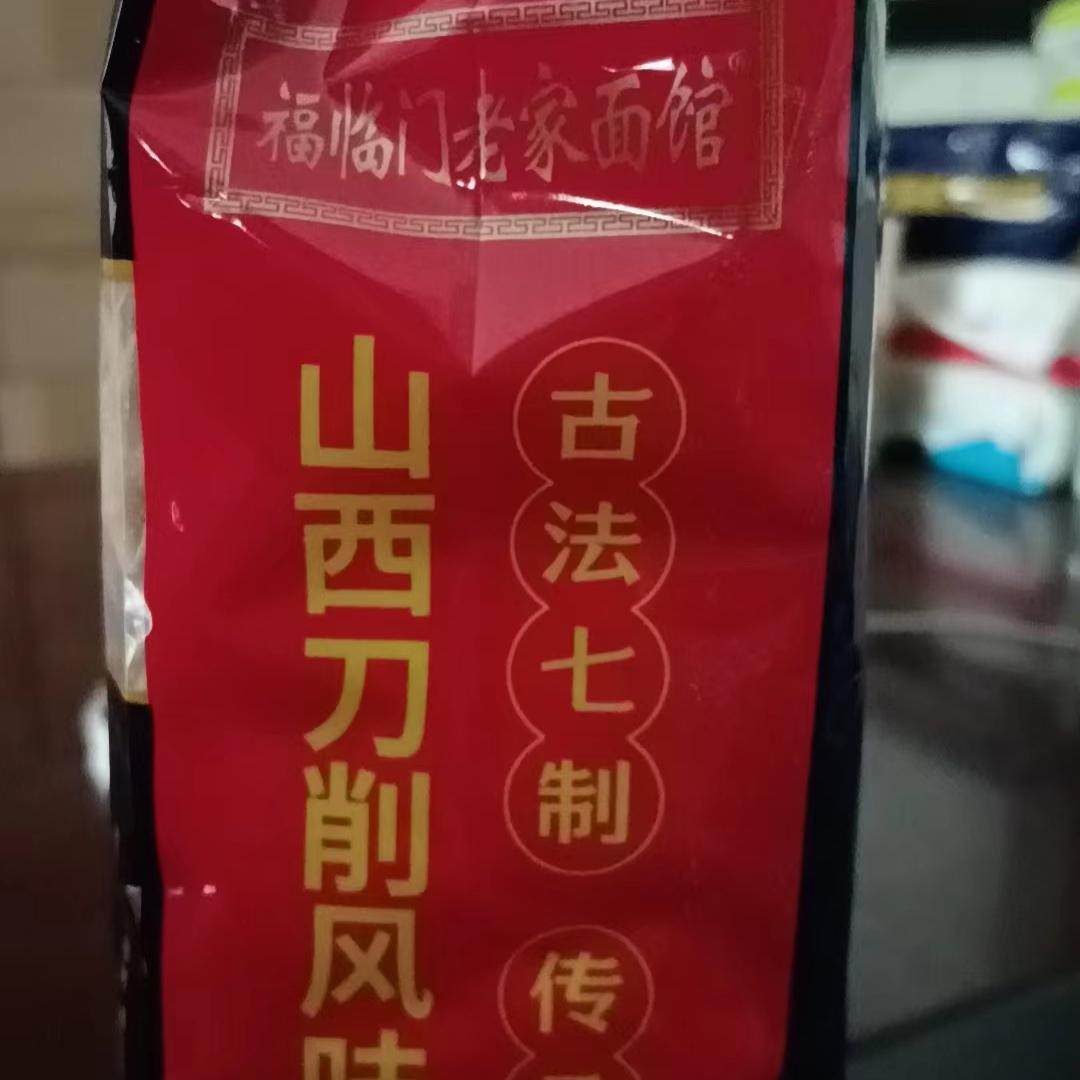 福临门老家面馆
古法七制
传
山西刀削风味